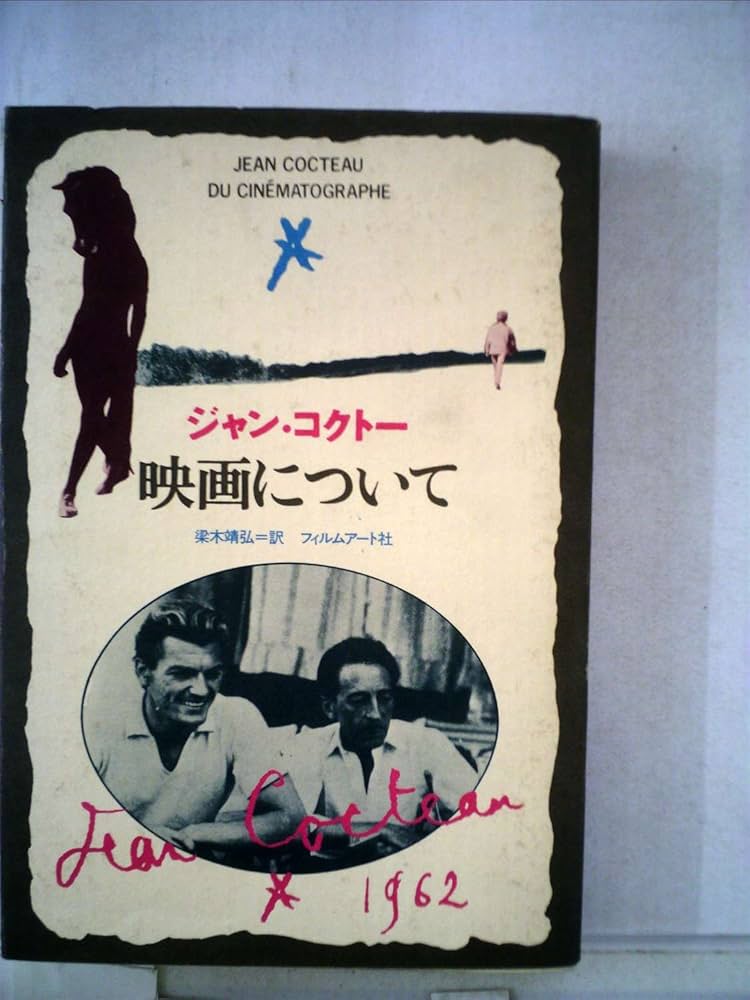 JEAN COCTEAU
DU CINÉMATOGRAPHE
ジャン・コクトー
映画について
梁木靖弘=訳 フィルムアート社
Jean Cocteau
1962